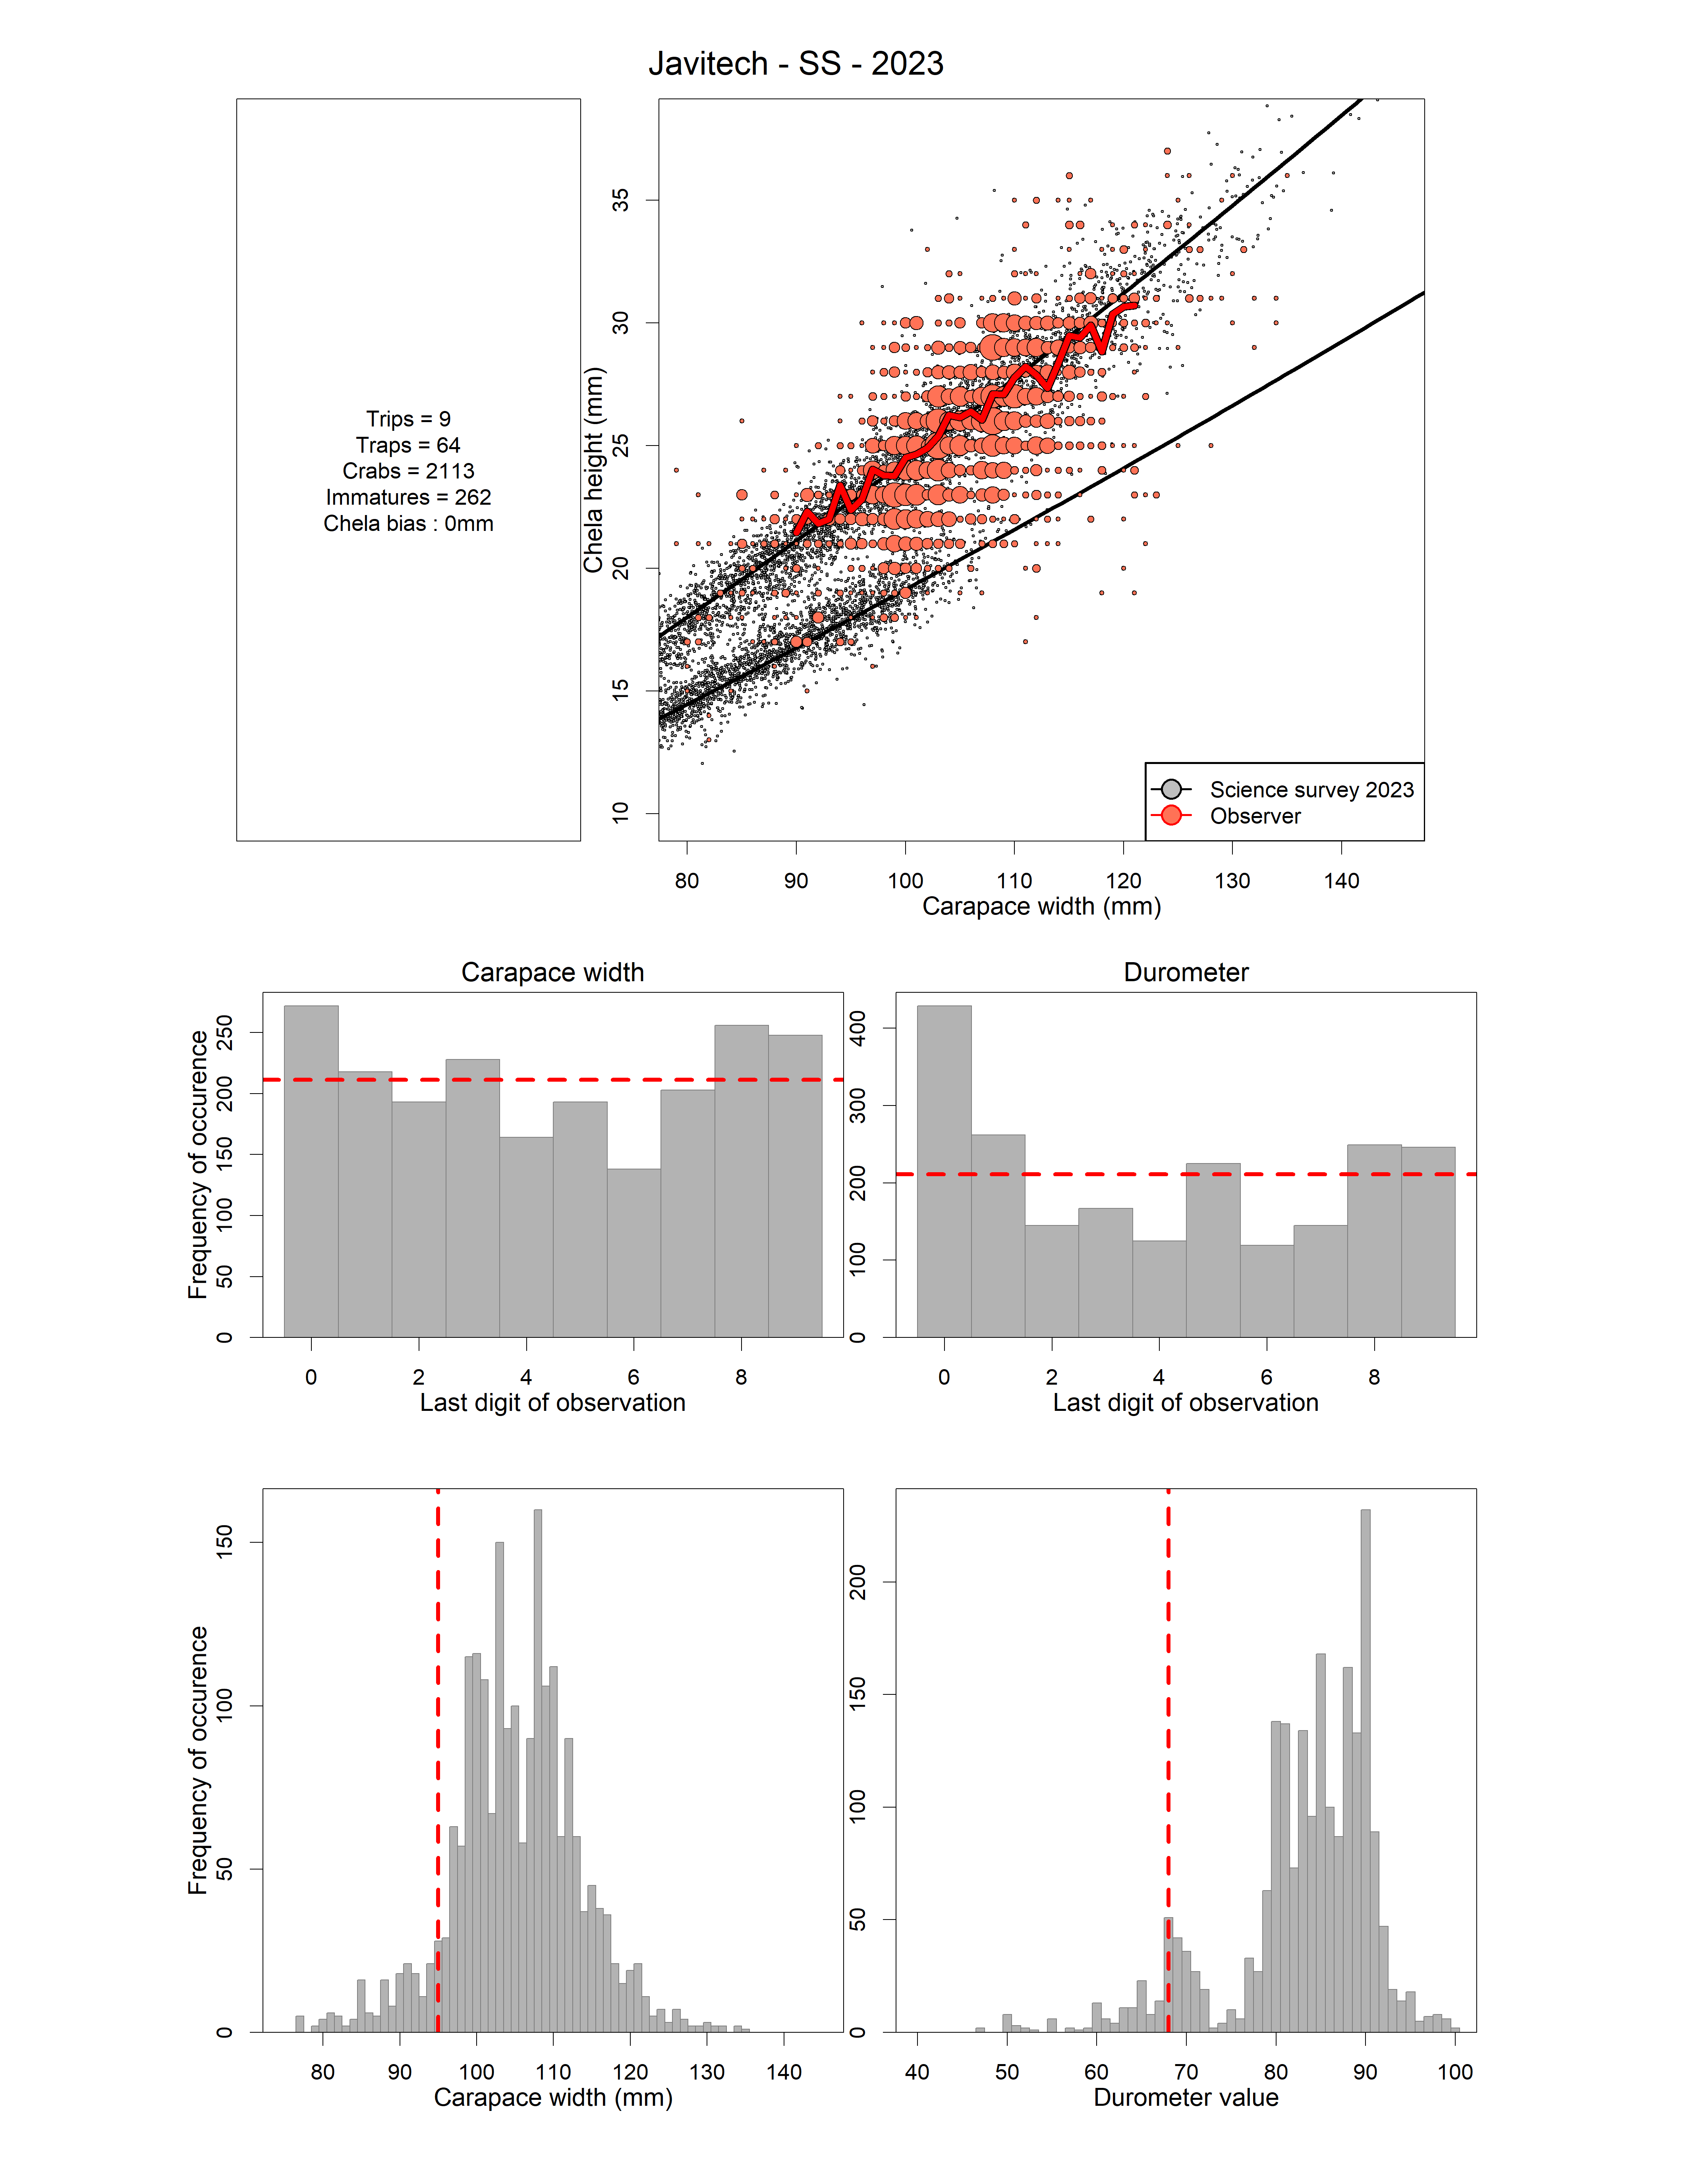 Javitech - SS - 2023
Trips = 9
Traps = 64
Crabs = 2113
Immatures = 262
Chela bias : 0mm
Chela height (mm)
35
30
25
20
15
10
Science survey 2023
Observer
80 90 100 110 120 130 140
Carapace width (mm)
Carapace width
Frequency of occurence
250
200
150
100
50
0
0 2 4 6 8
Last digit of observation
Durometer
400
300
200
100
0
0 2 4 6 8
Last digit of observation
Frequency of occurence
150
100
50
0
80 90 100 110 120 130 140
Carapace width (mm)
200
150
100
50
0
40 50 60 70 80 90 100
Durometer value